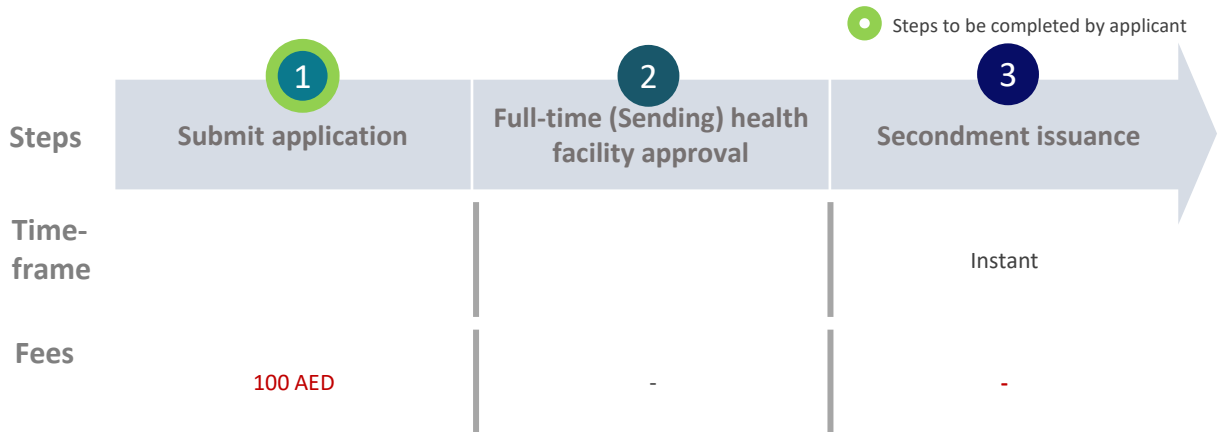 Steps to be completed by applicant
1
2
3
Steps
Submit application
Full-time (Sending) health
facility approval
Secondment issuance
Time-
frame
Instant
Fees
100 AED
-
-